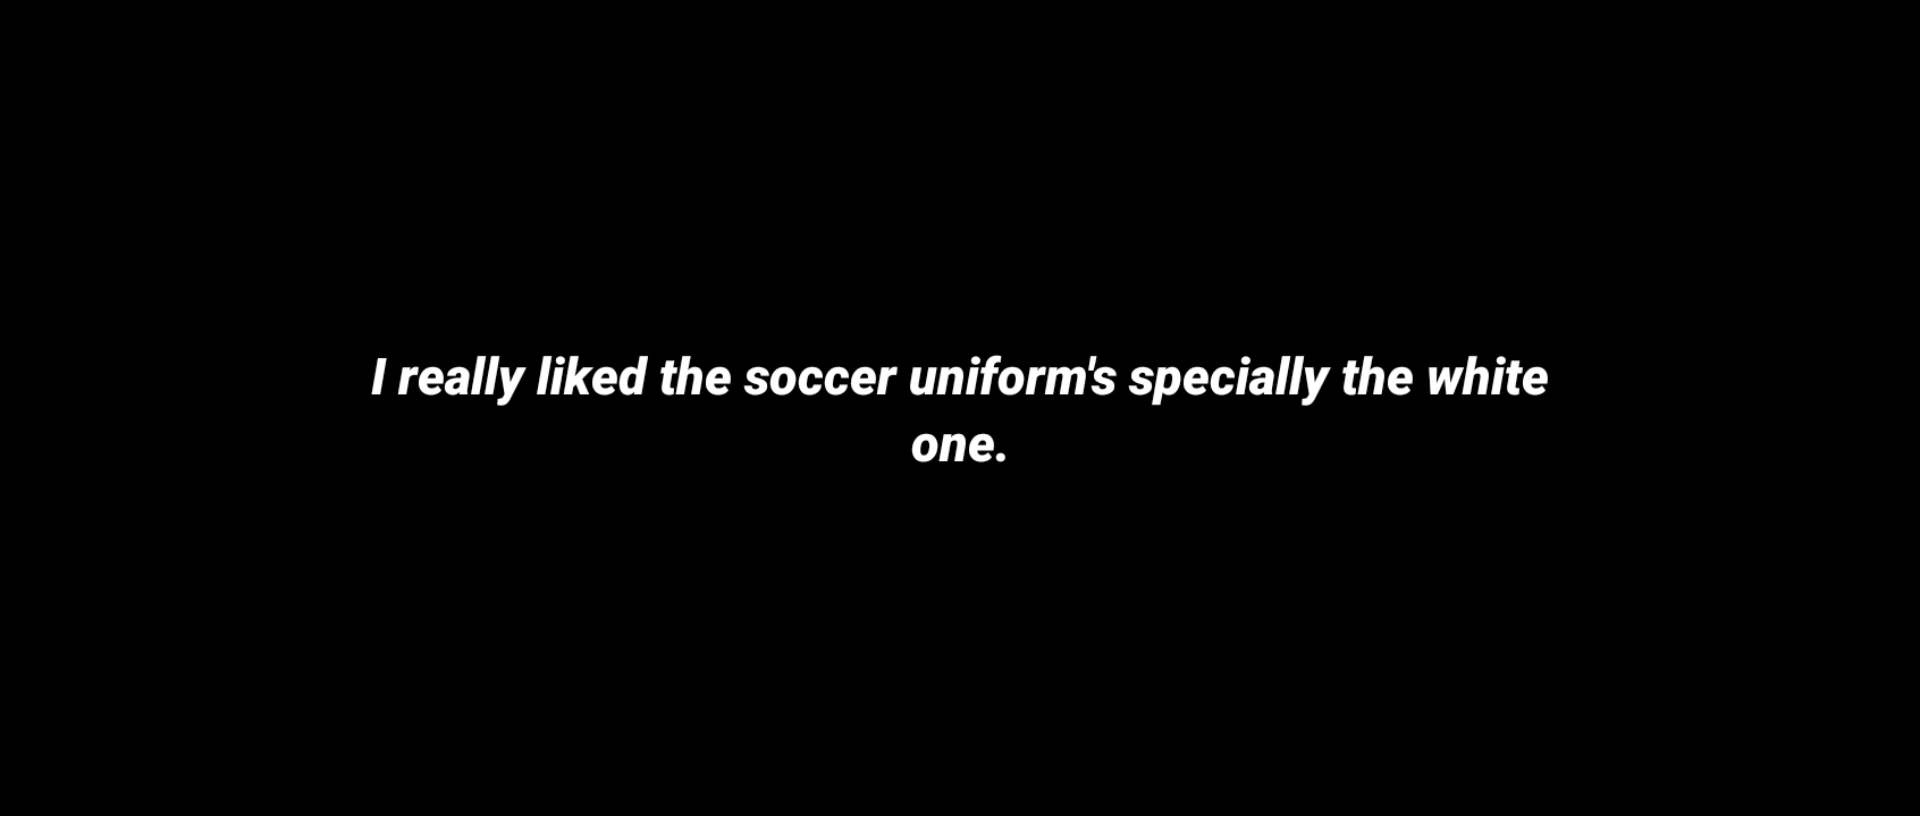 I really liked the soccer uniform's specially the white
one.